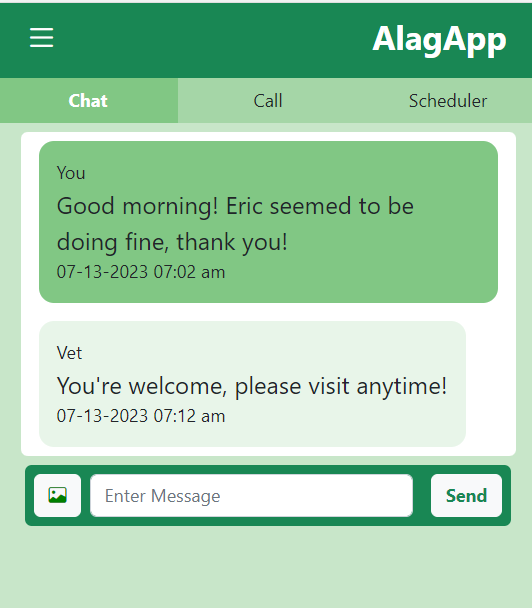 AlagApp
Chat Call Scheduler
You
Good morning! Eric seemed to be
doing fine, thank you!
07-13-2023 07:02 am
Vet
You're welcome, please visit anytime!
07-13-2023 07:12 am
Enter Message Send